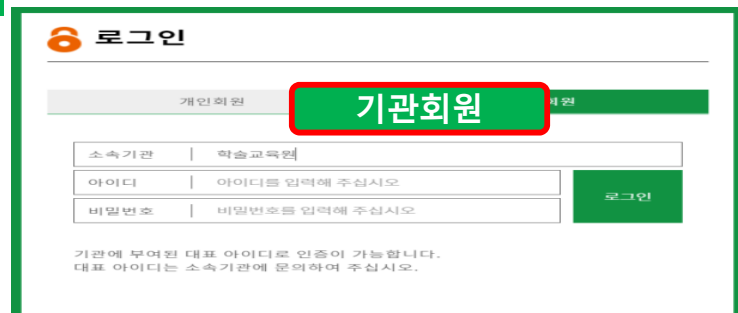 로그인
개인회원
기관회원
회원
소속기관 | 학술교육원
아이디 | 아이디를 입력해 주십시오
비밀번호 | 비밀번호를 입력해 주십시오
로그인
기관에 부여된 대표 아이디로 인증이 가능합니다.
대표 아이디는 소속기관에 문의하여 주십시오.